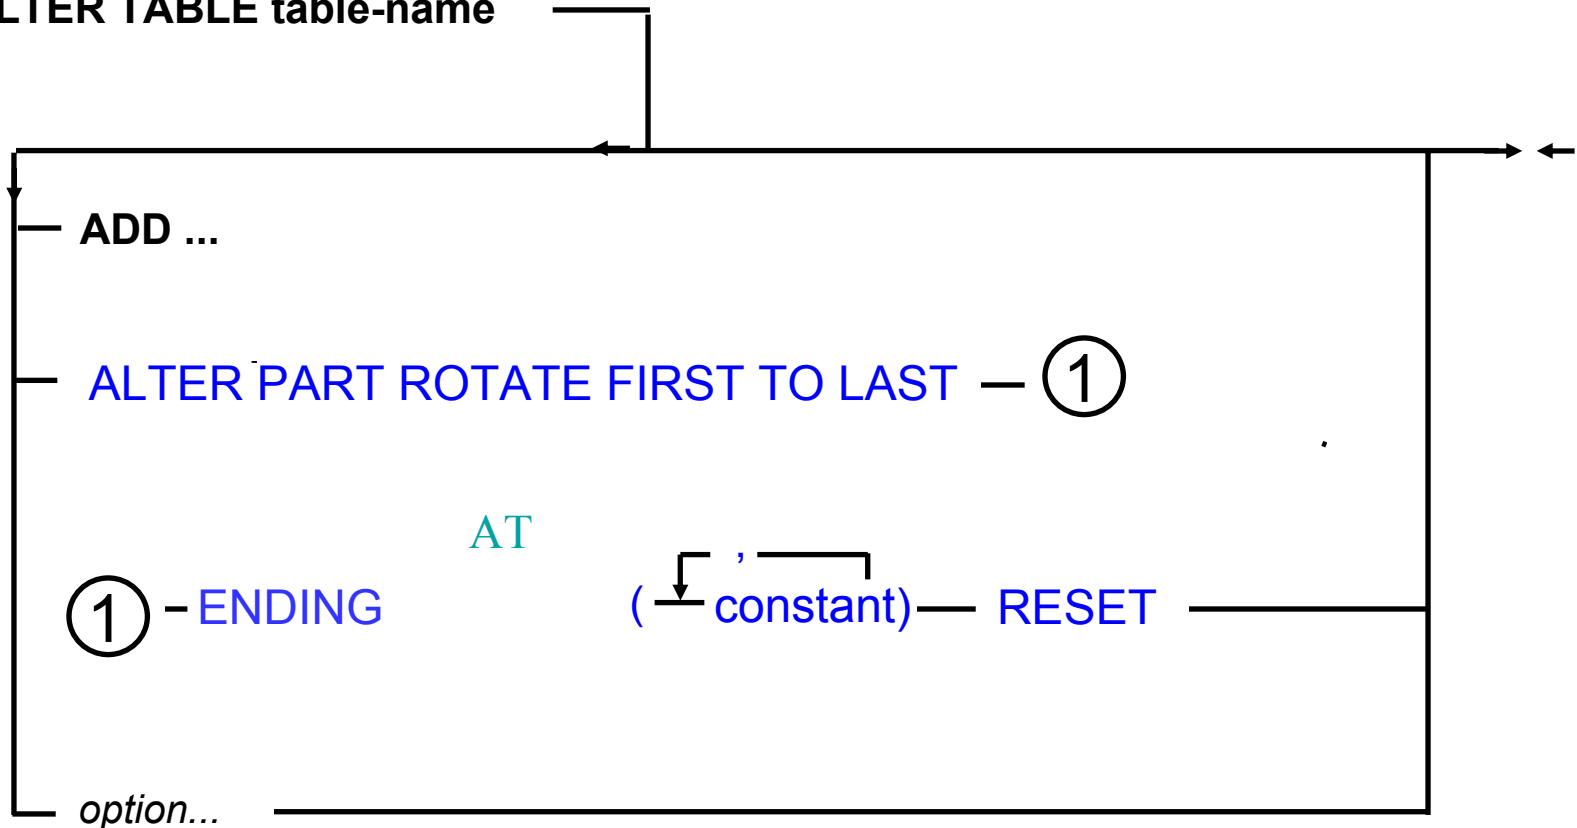 LTER TABLE table-name
ADD ...
ALTER PART ROTATE FIRST TO LAST — 1
AT
,
1 – ENDING ( constant) — RESET
option...